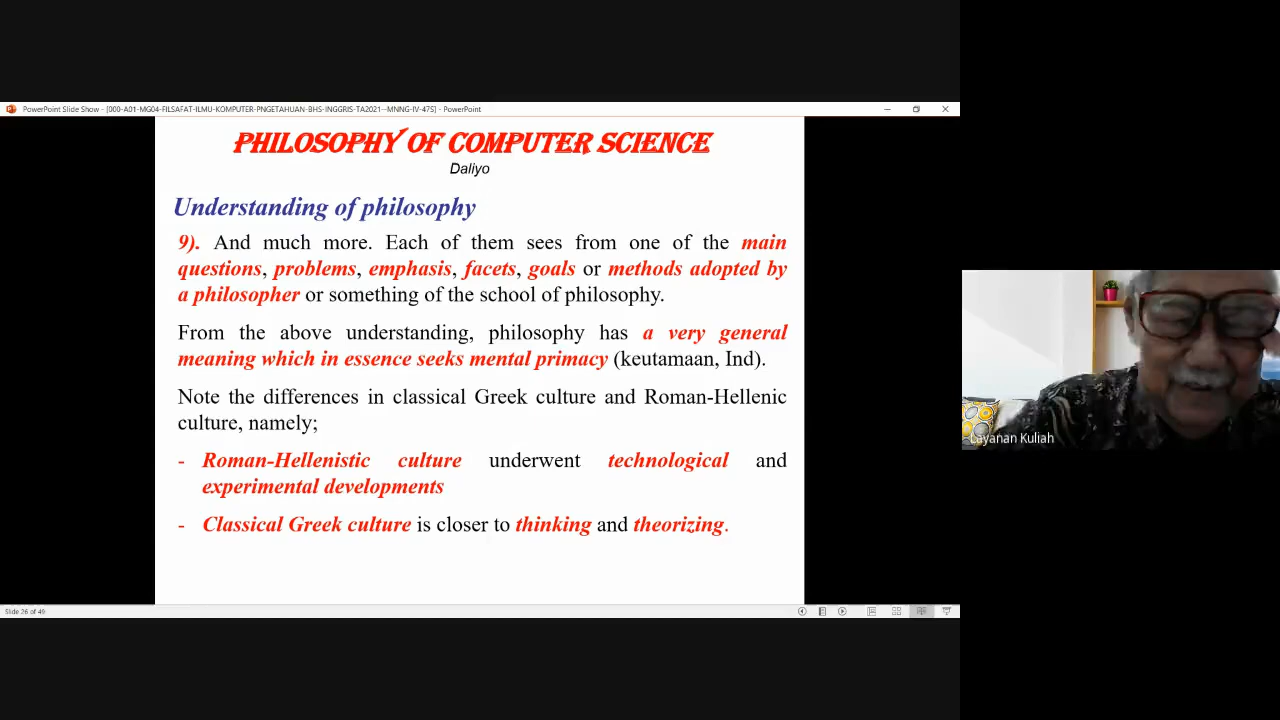 PowerPoint Slide Show - [000-A01-MG04-FILSAFAT-ILMU-KOMPUTER-PNGETAHUAN-BHS-INGGRIS-TA2021--MNNG-IV-475] - PowerPoint
PHILOSOPHY OF COMPUTER SCIENCE
Daliyo
Understanding of philosophy
9). And much more. Each of them sees from one of the main
questions, problems, emphasis, facets, goals or methods adopted by
a philosopher or something of the school of philosophy.
From the above understanding, philosophy has a very general
meaning which in essence seeks mental primacy (keutamaan, Ind).
Note the differences in classical Greek culture and Roman-Hellenic
culture, namely;
- Roman-Hellenistic culture underwent technological and
experimental developments
- Classical Greek culture is closer to thinking and theorizing.
Slide 26 of 49
Layanan Kuliah